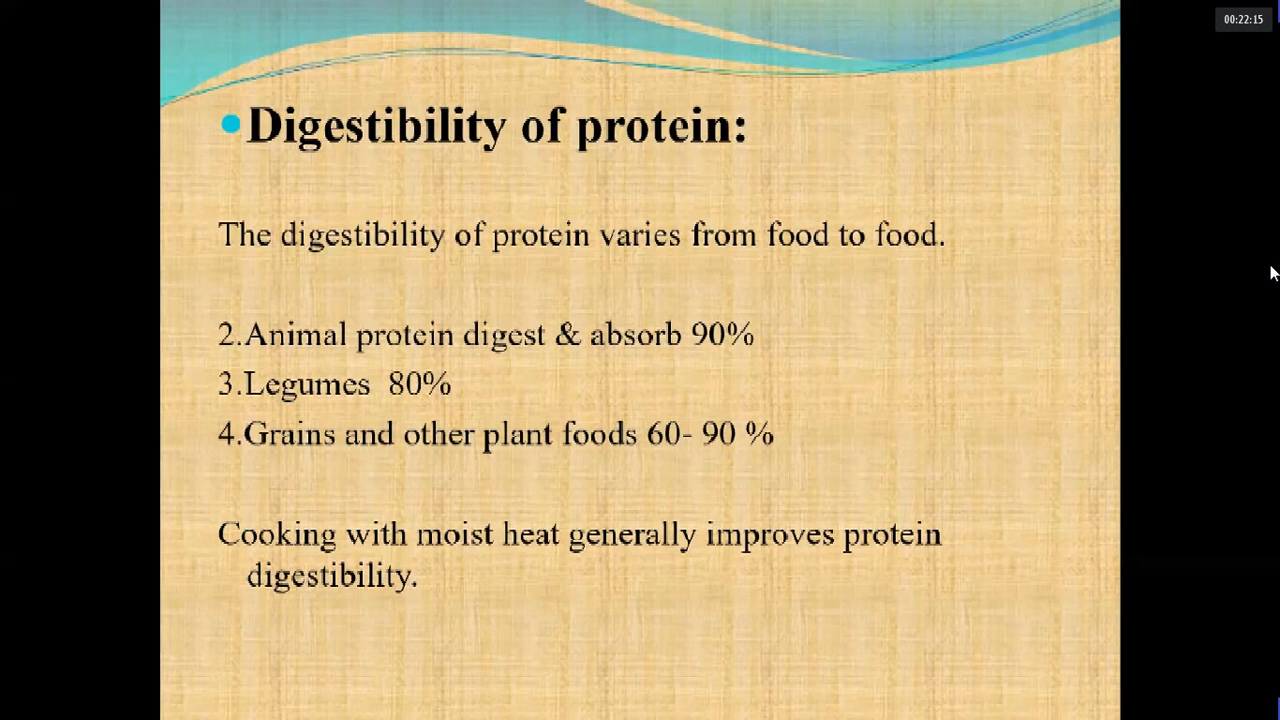 00:22:15
•Digestibility of protein:
The digestibility of protein varies from food to food.
2.Animal protein digest & absorb 90%
3.Legumes  80%
4.Grains and other plant foods 60- 90 %
Cooking with moist heat generally improves protein
digestibility.